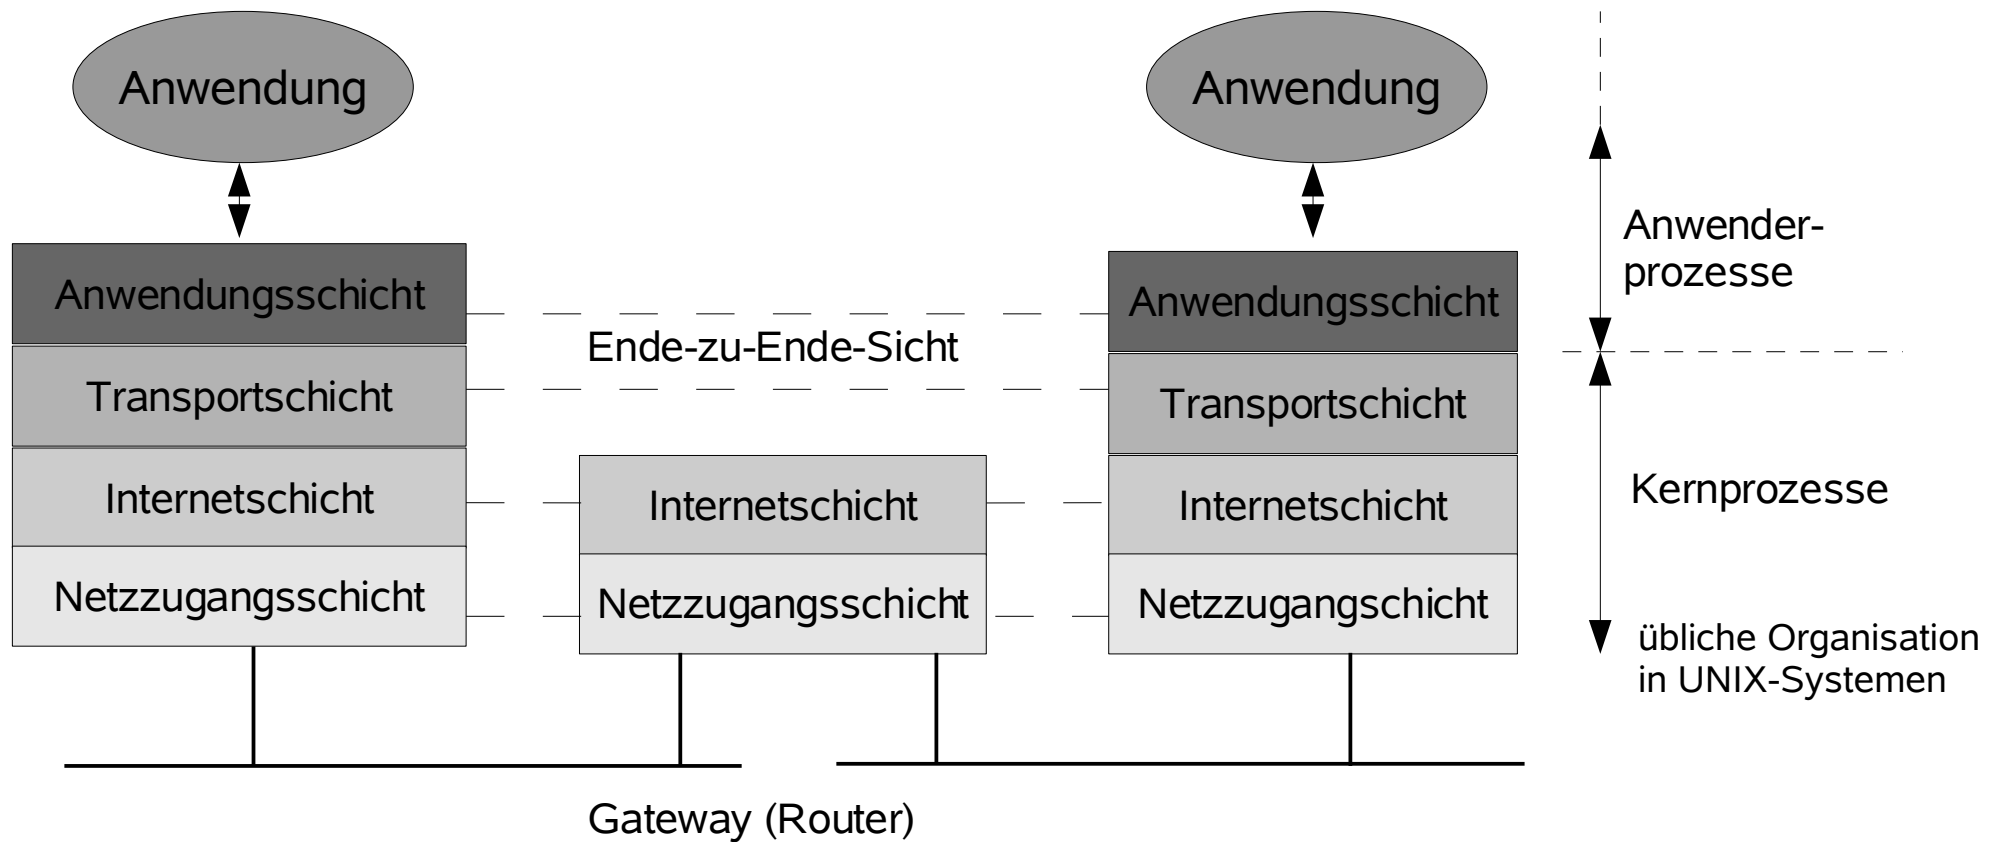 Anwendung
Anwendung
Anwender-
prozesse
Anwendungsschicht
Anwendungsschicht
Ende-zu-Ende-Sicht
Transportschicht
Transportschicht
Internetschicht
Internetschicht
Internetschicht
Kernprozesse
Netzzugangsschicht
Netzzugangsschicht
Netzzugangschicht
übliche Organisation
in UNIX-Systemen
Gateway (Router)